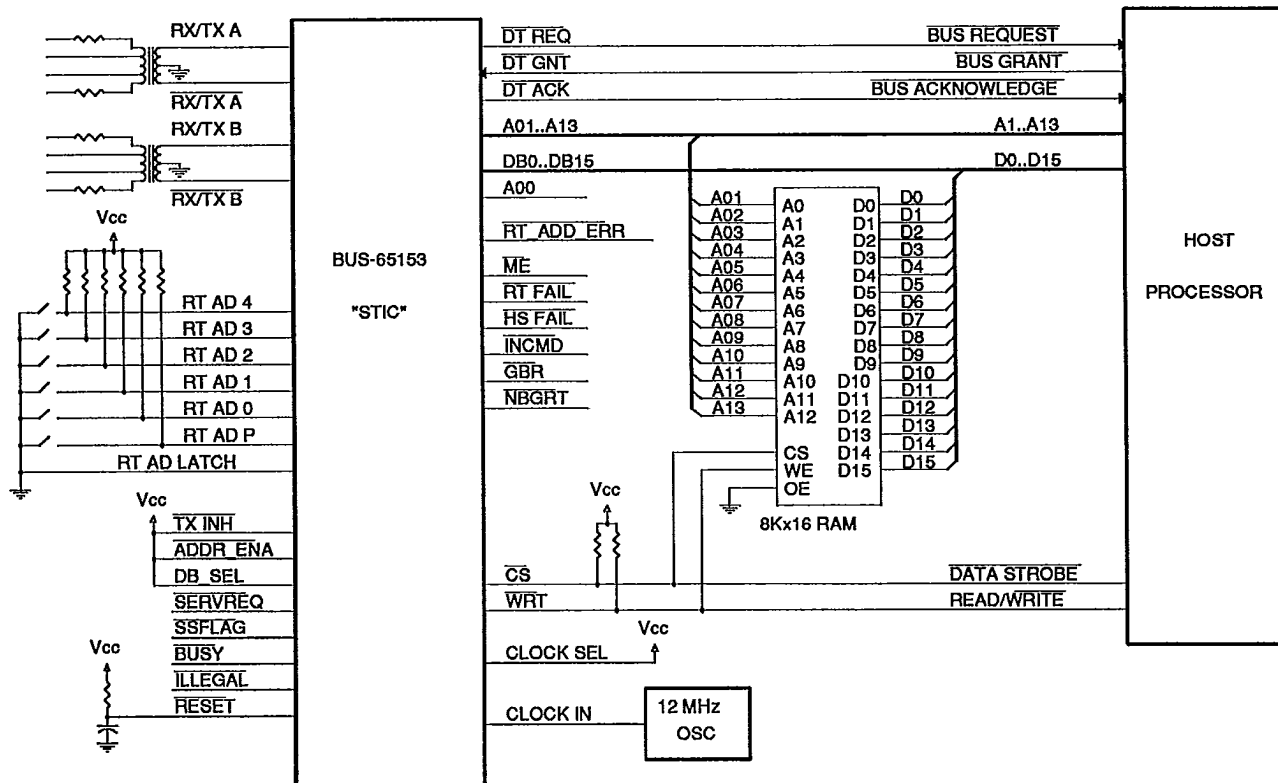 RX/TX A
RX/TX A
RX/TX B
RX/TX B
Vcc
RT AD 4
RT AD 3
RT AD 2
RT AD 1
RT AD 0
RT AD P
RT AD LATCH
Vcc
TX INH
ADDR_ENA
DB_SEL
SERVREQ
SSFLAG
BUSY
ILLEGAL
RESET
Vcc
BUS-65153
"STIC"
DT REQ
DT GNT
DT ACK
A01..A13
DB0..DB15
A00
RT_ADD_ERR
ME
RT FAIL
HS FAIL
INCMD
GBR
NBGRT
CS
WRT
CLOCK SEL
CLOCK IN
BUS REQUEST
BUS GRANT
BUS ACKNOWLEDGE
A1..A13
D0..D15
A01 A0 D0 D0
A02 A1 D1 D1
A03 A2 D2 D2
A04 A3 D3 D3
A05 A4 D4 D4
A06 A5 D5 D5
A07 A6 D6 D6
A08 A7 D7 D7
A09 A8 D8 D8
A10 A9 D9 D9
A11 A10 D10 D10
A12 A11 D11 D11
A13 A12 D12 D12
D13 D13
CS D14 D14
WE D15 D15
OE
8Kx16 RAM
Vcc
DATA STROBE
READ/WRITE
Vcc
12 MHz
OSC
HOST
PROCESSOR